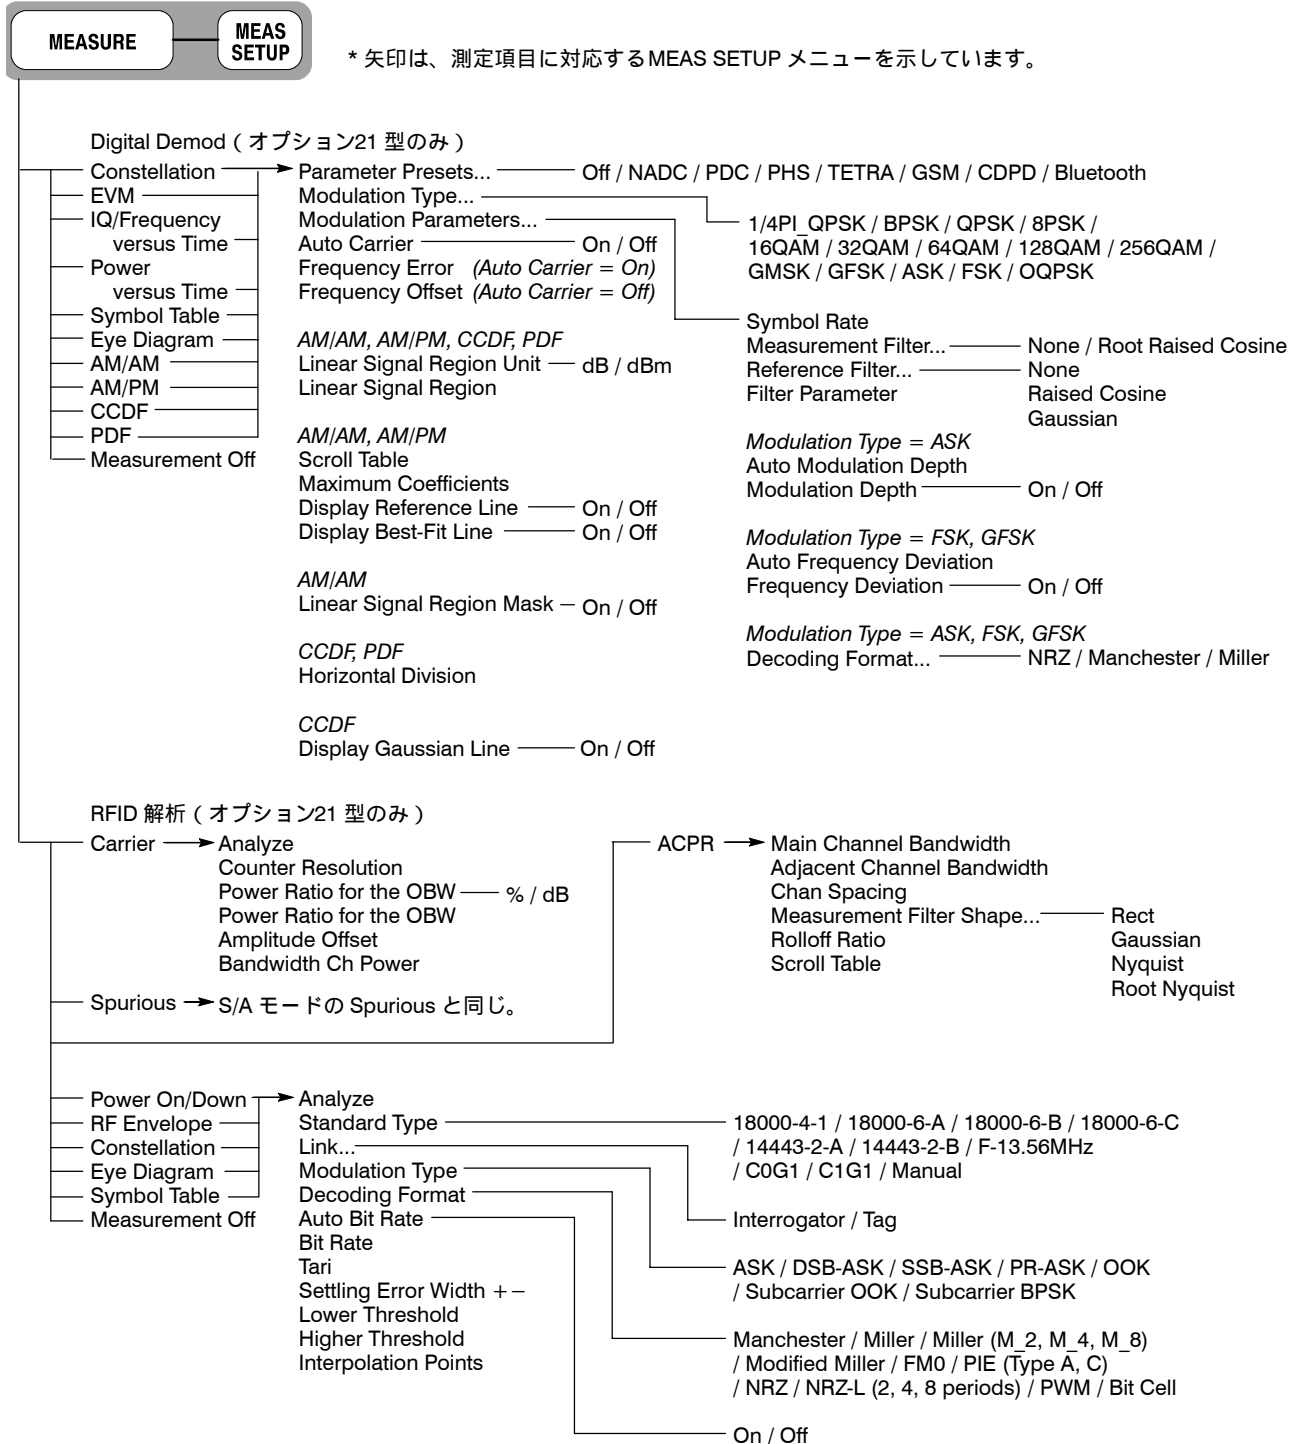 MEASURE
MEAS
SETUP
* 矢印は、測定項目に対応するMEAS SETUP メニューを示しています。
Digital Demod ( オプション21 型のみ )
Constellation
EVM
IQ/Frequency
versus Time
Power
versus Time
Symbol Table
Eye Diagram
AM/AM
AM/PM
CCDF
PDF
Measurement Off
Parameter Presets...
Modulation Type...
Modulation Parameters...
Auto Carrier
On / Off
Frequency Error (Auto Carrier = On)
Frequency Offset (Auto Carrier = Off)
AM/AM, AM/PM, CCDF, PDF
Linear Signal Region Unit
dB / dBm
Linear Signal Region
AM/AM, AM/PM
Scroll Table
Maximum Coefficients
Display Reference Line
On / Off
Display Best-Fit Line
On / Off
AM/AM
Linear Signal Region Mask
On / Off
CCDF, PDF
Horizontal Division
CCDF
Display Gaussian Line
On / Off
Off / NADC / PDC / PHS / TETRA / GSM / CDPD / Bluetooth
1/4PI_QPSK / BPSK / QPSK / 8PSK /
16QAM / 32QAM / 64QAM / 128QAM / 256QAM /
GMSK / GFSK / ASK / FSK / OQPSK
Symbol Rate
Measurement Filter...
None / Root Raised Cosine
Reference Filter...
None
Filter Parameter
Raised Cosine
Gaussian
Modulation Type = ASK
Auto Modulation Depth
Modulation Depth
On / Off
Modulation Type = FSK, GFSK
Auto Frequency Deviation
Frequency Deviation
On / Off
Modulation Type = ASK, FSK, GFSK
Decoding Format...
NRZ / Manchester / Miller
RFID 解析 ( オプション21 型のみ )
Carrier
Analyze
Counter Resolution
Power Ratio for the OBW
% / dB
Power Ratio for the OBW
Amplitude Offset
Bandwidth Ch Power
Spurious
S/A モードの Spurious と同じ。
ACPR
Main Channel Bandwidth
Adjacent Channel Bandwidth
Chan Spacing
Measurement Filter Shape...
Rect
Rolloff Ratio
Gaussian
Scroll Table
Nyquist
Root Nyquist
Power On/Down
RF Envelope
Constellation
Eye Diagram
Symbol Table
Measurement Off
Analyze
Standard Type
Link...
Modulation Type
Decoding Format
Auto Bit Rate
Bit Rate
Tari
Settling Error Width +−
Lower Threshold
Higher Threshold
Interpolation Points
18000-4-1 / 18000-6-A / 18000-6-B / 18000-6-C
/ 14443-2-A / 14443-2-B / F-13.56MHz
/ C0G1 / C1G1 / Manual
Interrogator / Tag
ASK / DSB-ASK / SSB-ASK / PR-ASK / OOK
/ Subcarrier OOK / Subcarrier BPSK
Manchester / Miller / Miller (M_2, M_4, M_8)
/ Modified Miller / FM0 / PIE (Type A, C)
/ NRZ / NRZ-L (2, 4, 8 periods) / PWM / Bit Cell
On / Off